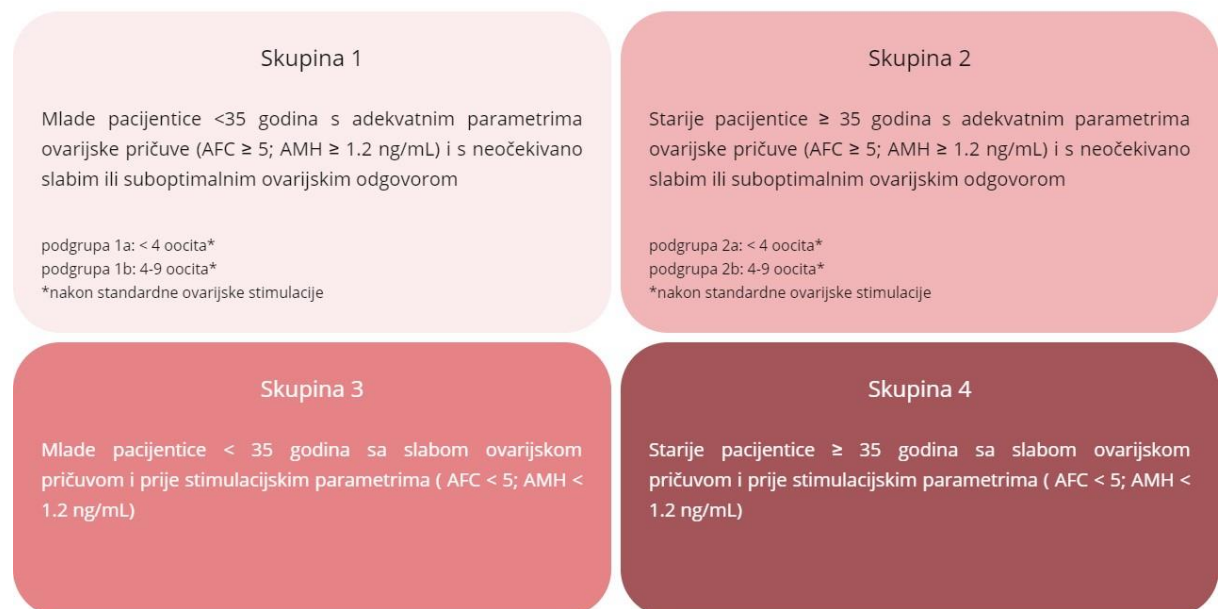 Skupina 1
Mlade pacijentice <35 godina s adekvatnim parametrima
ovarijske pričuve (AFC ≥ 5; AMH ≥ 1.2 ng/mL) i s neočekivano
slabim ili suboptimalnim ovarijskim odgovorom
podgrupa 1a: < 4 oocita*
podgrupa 1b: 4-9 oocita*
*nakon standardne ovarijske stimulacije
Skupina 2
Starije pacijentice ≥ 35 godina s adekvatnim parametrima
ovarijske pričuve (AFC ≥ 5; AMH ≥ 1.2 ng/mL) i s neočekivano
slabim ili suboptimalnim ovarijskim odgovorom
podgrupa 2a: < 4 oocita*
podgrupa 2b: 4-9 oocita*
*nakon standardne ovarijske stimulacije
Skupina 3
Mlade pacijentice < 35 godina sa slabom ovarijskom
pričuvom i prije stimulacijskim parametrima ( AFC < 5; AMH <
1.2 ng/mL)
Skupina 4
Starije pacijentice ≥ 35 godina sa slabom ovarijskom
pričuvom i prije stimulacijskim parametrima ( AFC < 5; AMH <
1.2 ng/mL)